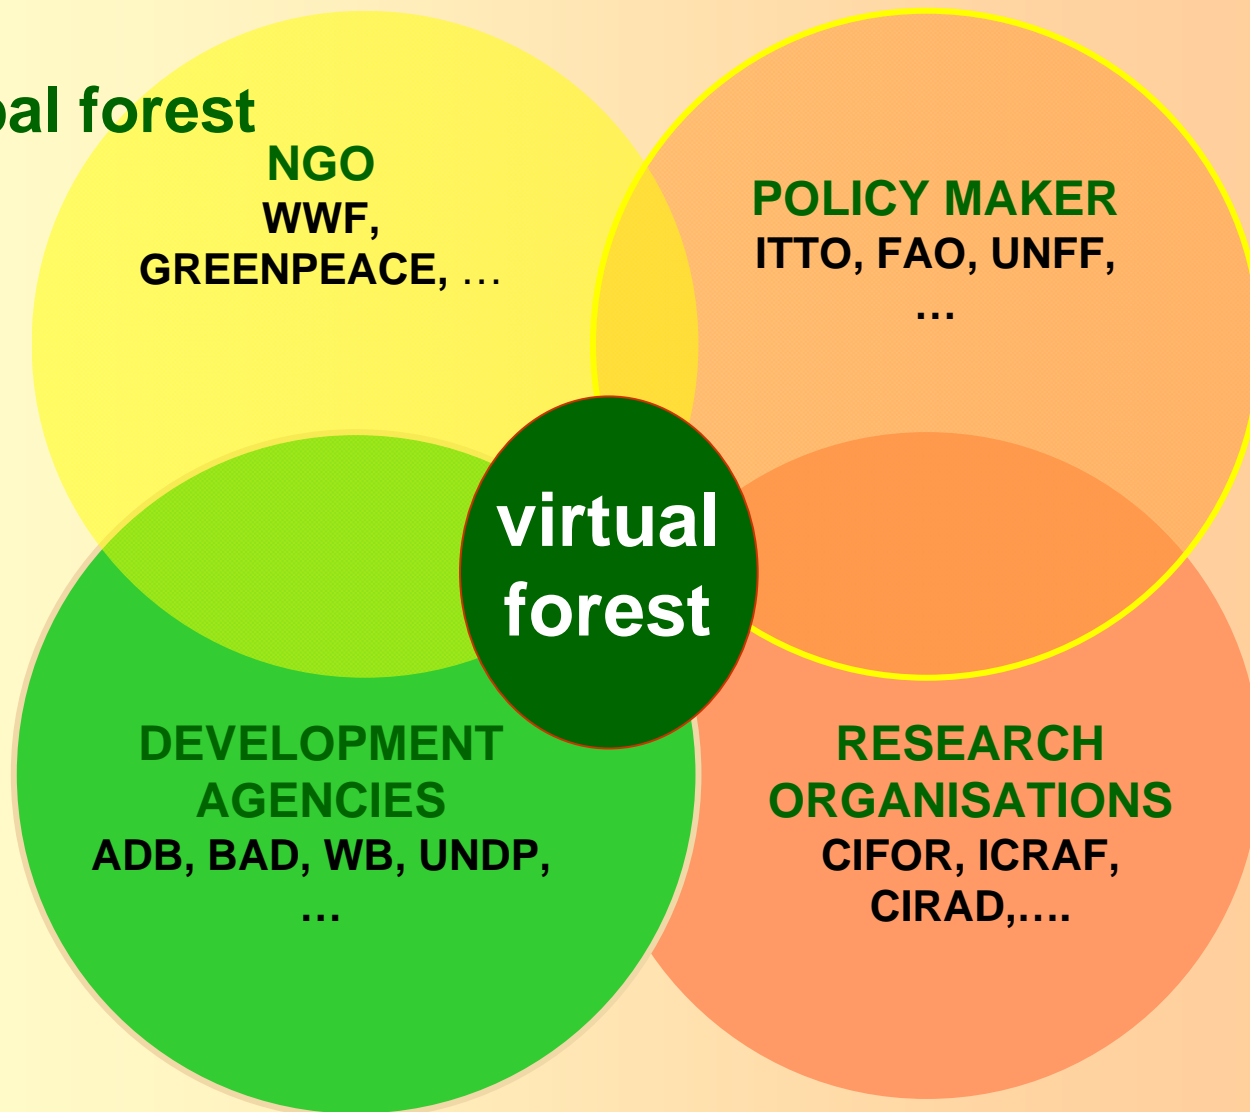 forest
NGO
WWF,
GREENPEACE, …
POLICY MAKER
ITTO, FAO, UNFF,
…
virtual
forest
DEVELOPMENT
AGENCIES
ADB, BAD, WB, UNDP,
…
RESEARCH
ORGANISATIONS
CIFOR, ICRAF,
CIRAD,….